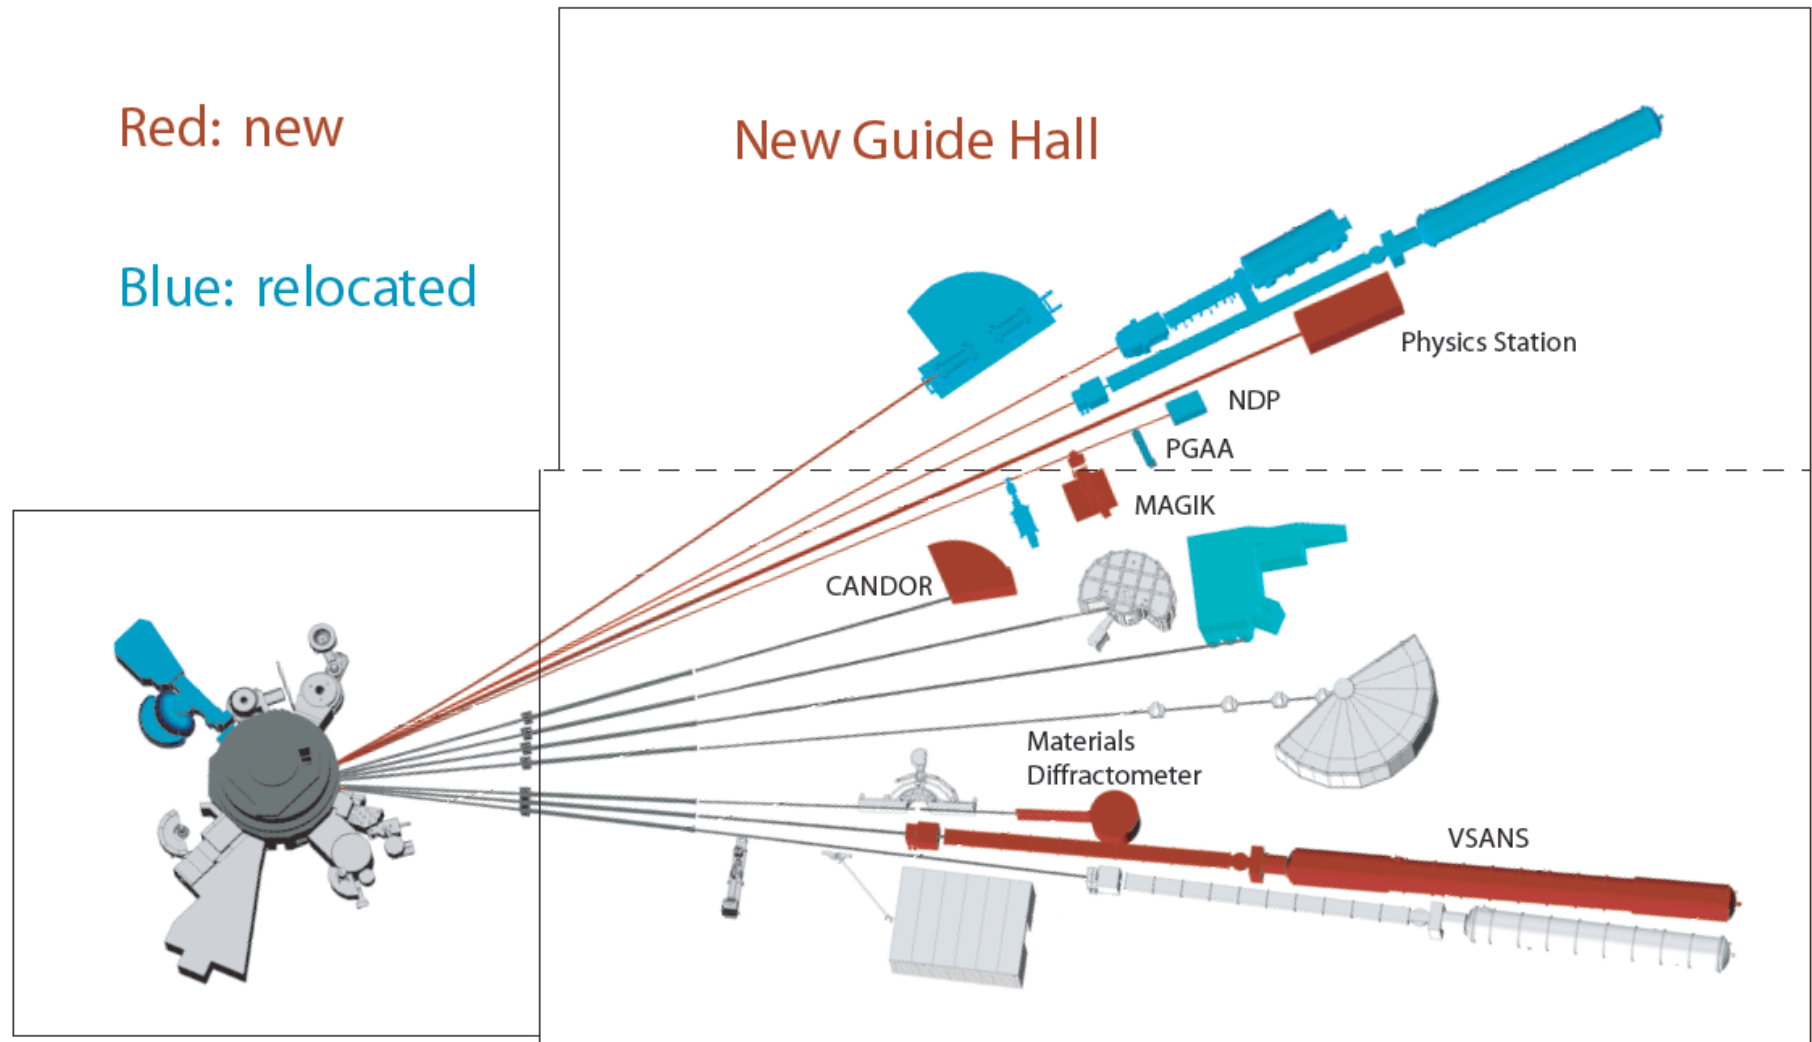 Red: new
New Guide Hall
Blue: relocated
Physics Station
NDP
PGAA
MAGIK
CANDOR
Materials
Diffractometer
VSANS